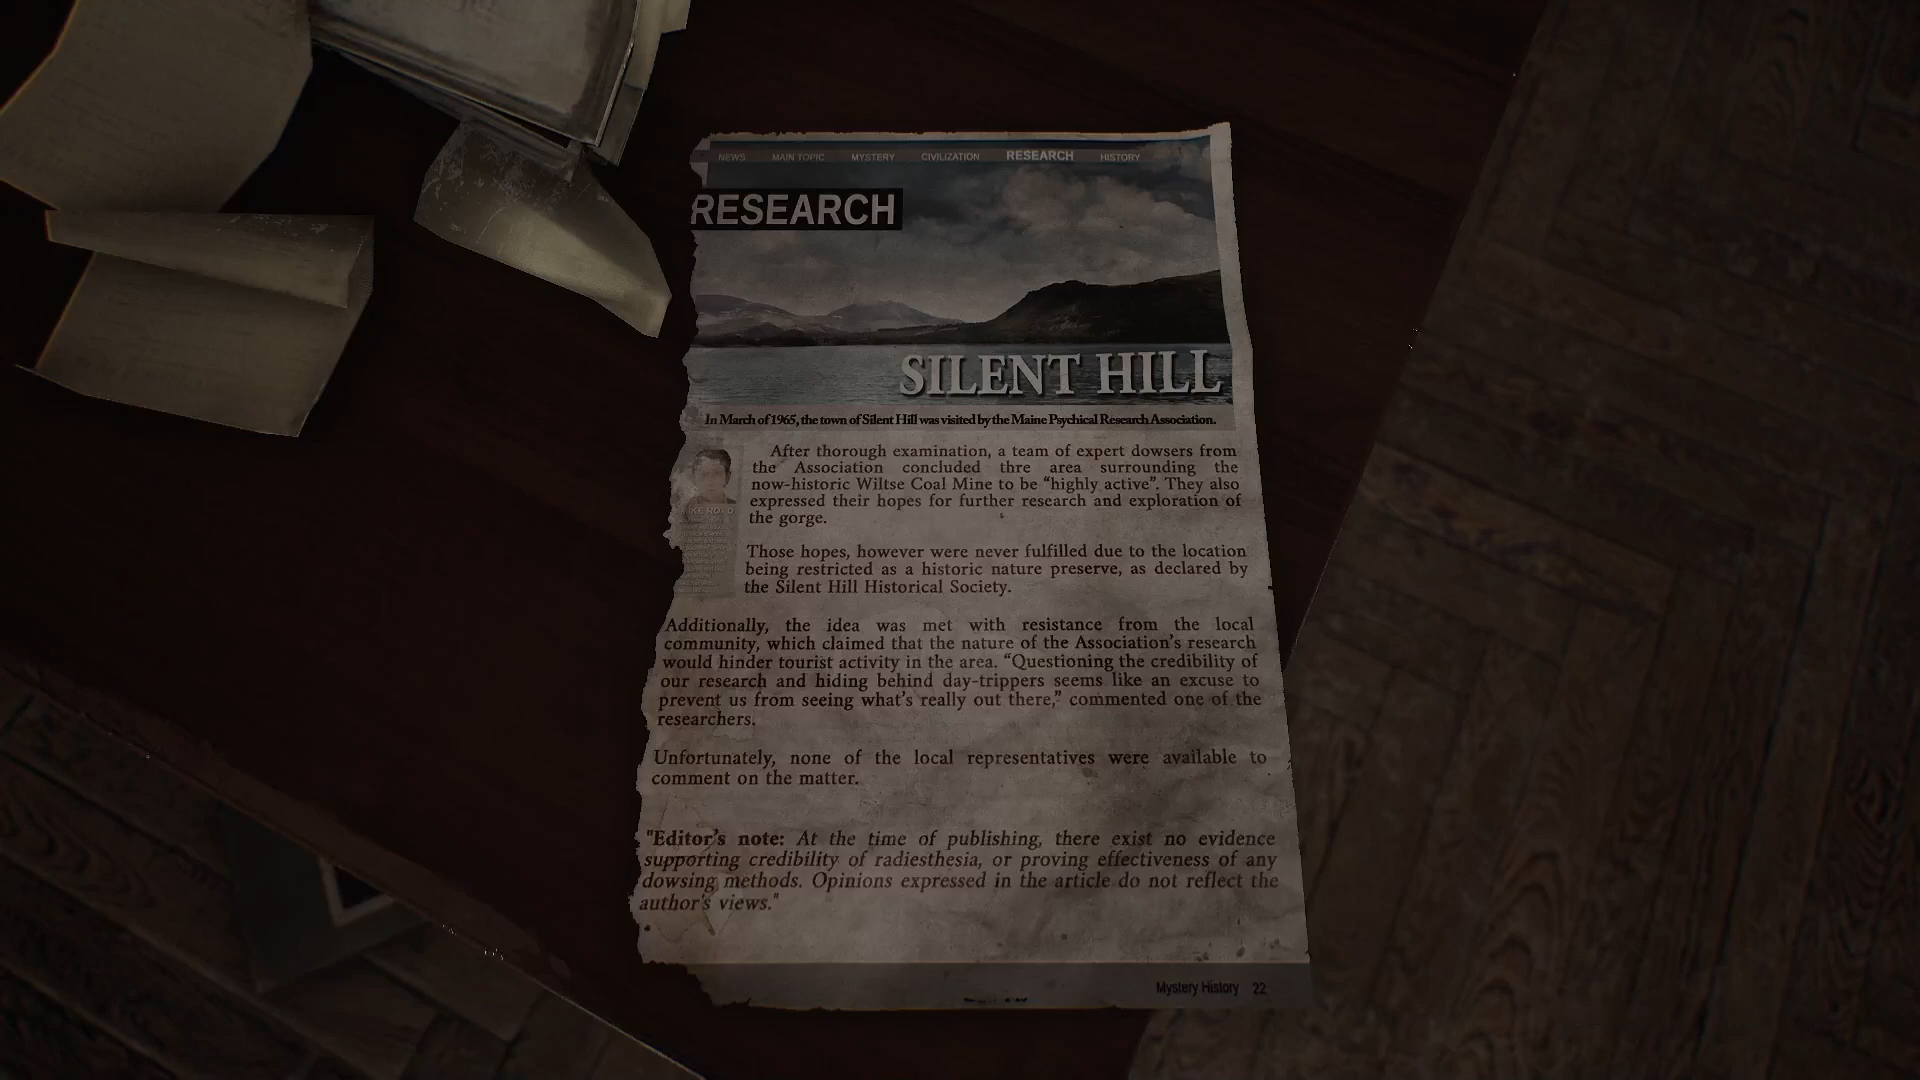 NEWS MAIN TOPIC MYSTERY CIVILIZATION RESEARCH HISTORY
RESEARCH
SILENT HILL
In March of 1965, the town of Silent Hill was visited by the Maine Psychical Research Association.
After thorough examination, a team of expert dowsers from
the Association concluded thre area surrounding the
now-historic Wiltse Coal Mine to be “highly active”. They also
expressed their hopes for further research and exploration of
the gorge.
Those hopes, however were never fulfilled due to the location
being restricted as a historic nature preserve, as declared by
the Silent Hill Historical Society.
Additionally, the idea was met with resistance from the local
community, which claimed that the nature of the Association’s research
would hinder tourist activity in the area. “Questioning the credibility of
our research and hiding behind day-trippers seems like an excuse to
prevent us from seeing what’s really out there,” commented one of the
researchers.
Unfortunately, none of the local representatives were available to
comment on the matter.
"Editor’s note: At the time of publishing, there exist no evidence
supporting credibility of radiesthesia, or proving effectiveness of any
dowsing methods. Opinions expressed in the article do not reflect the
author's views."
Mystery History 22